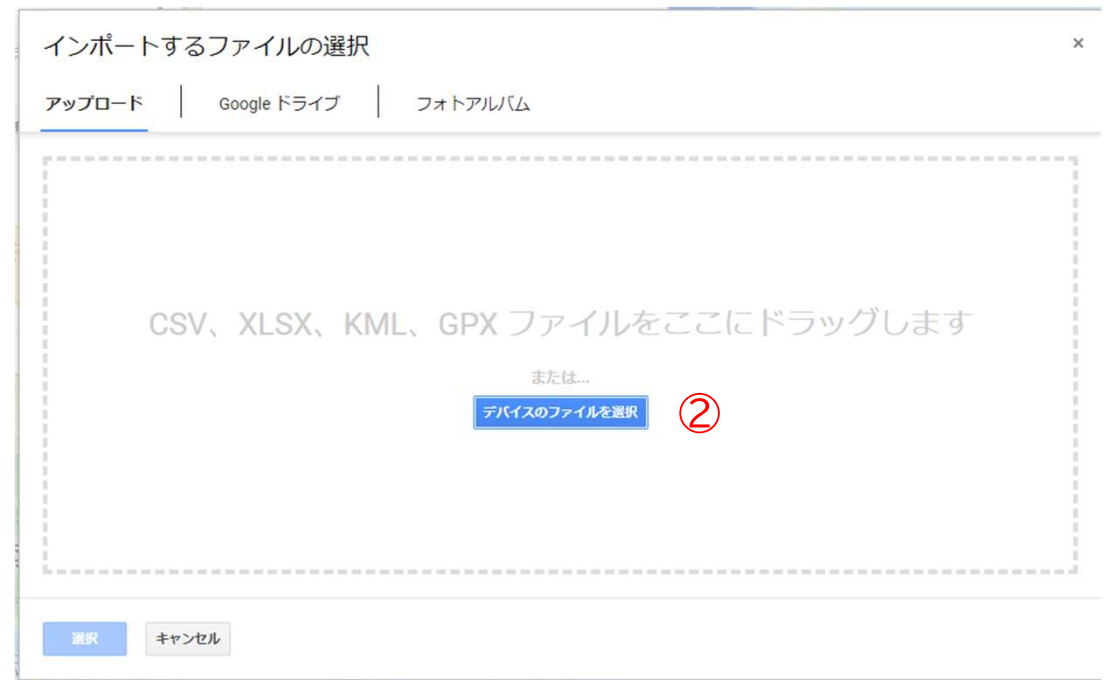 インポートするファイルの選択
×
アップロード Google ドライブ フォトアルバム
CSV、XLSX、KML、GPX ファイルをここにドラッグします
または...
デバイスのファイルを選択 ②
選択 キャンセル